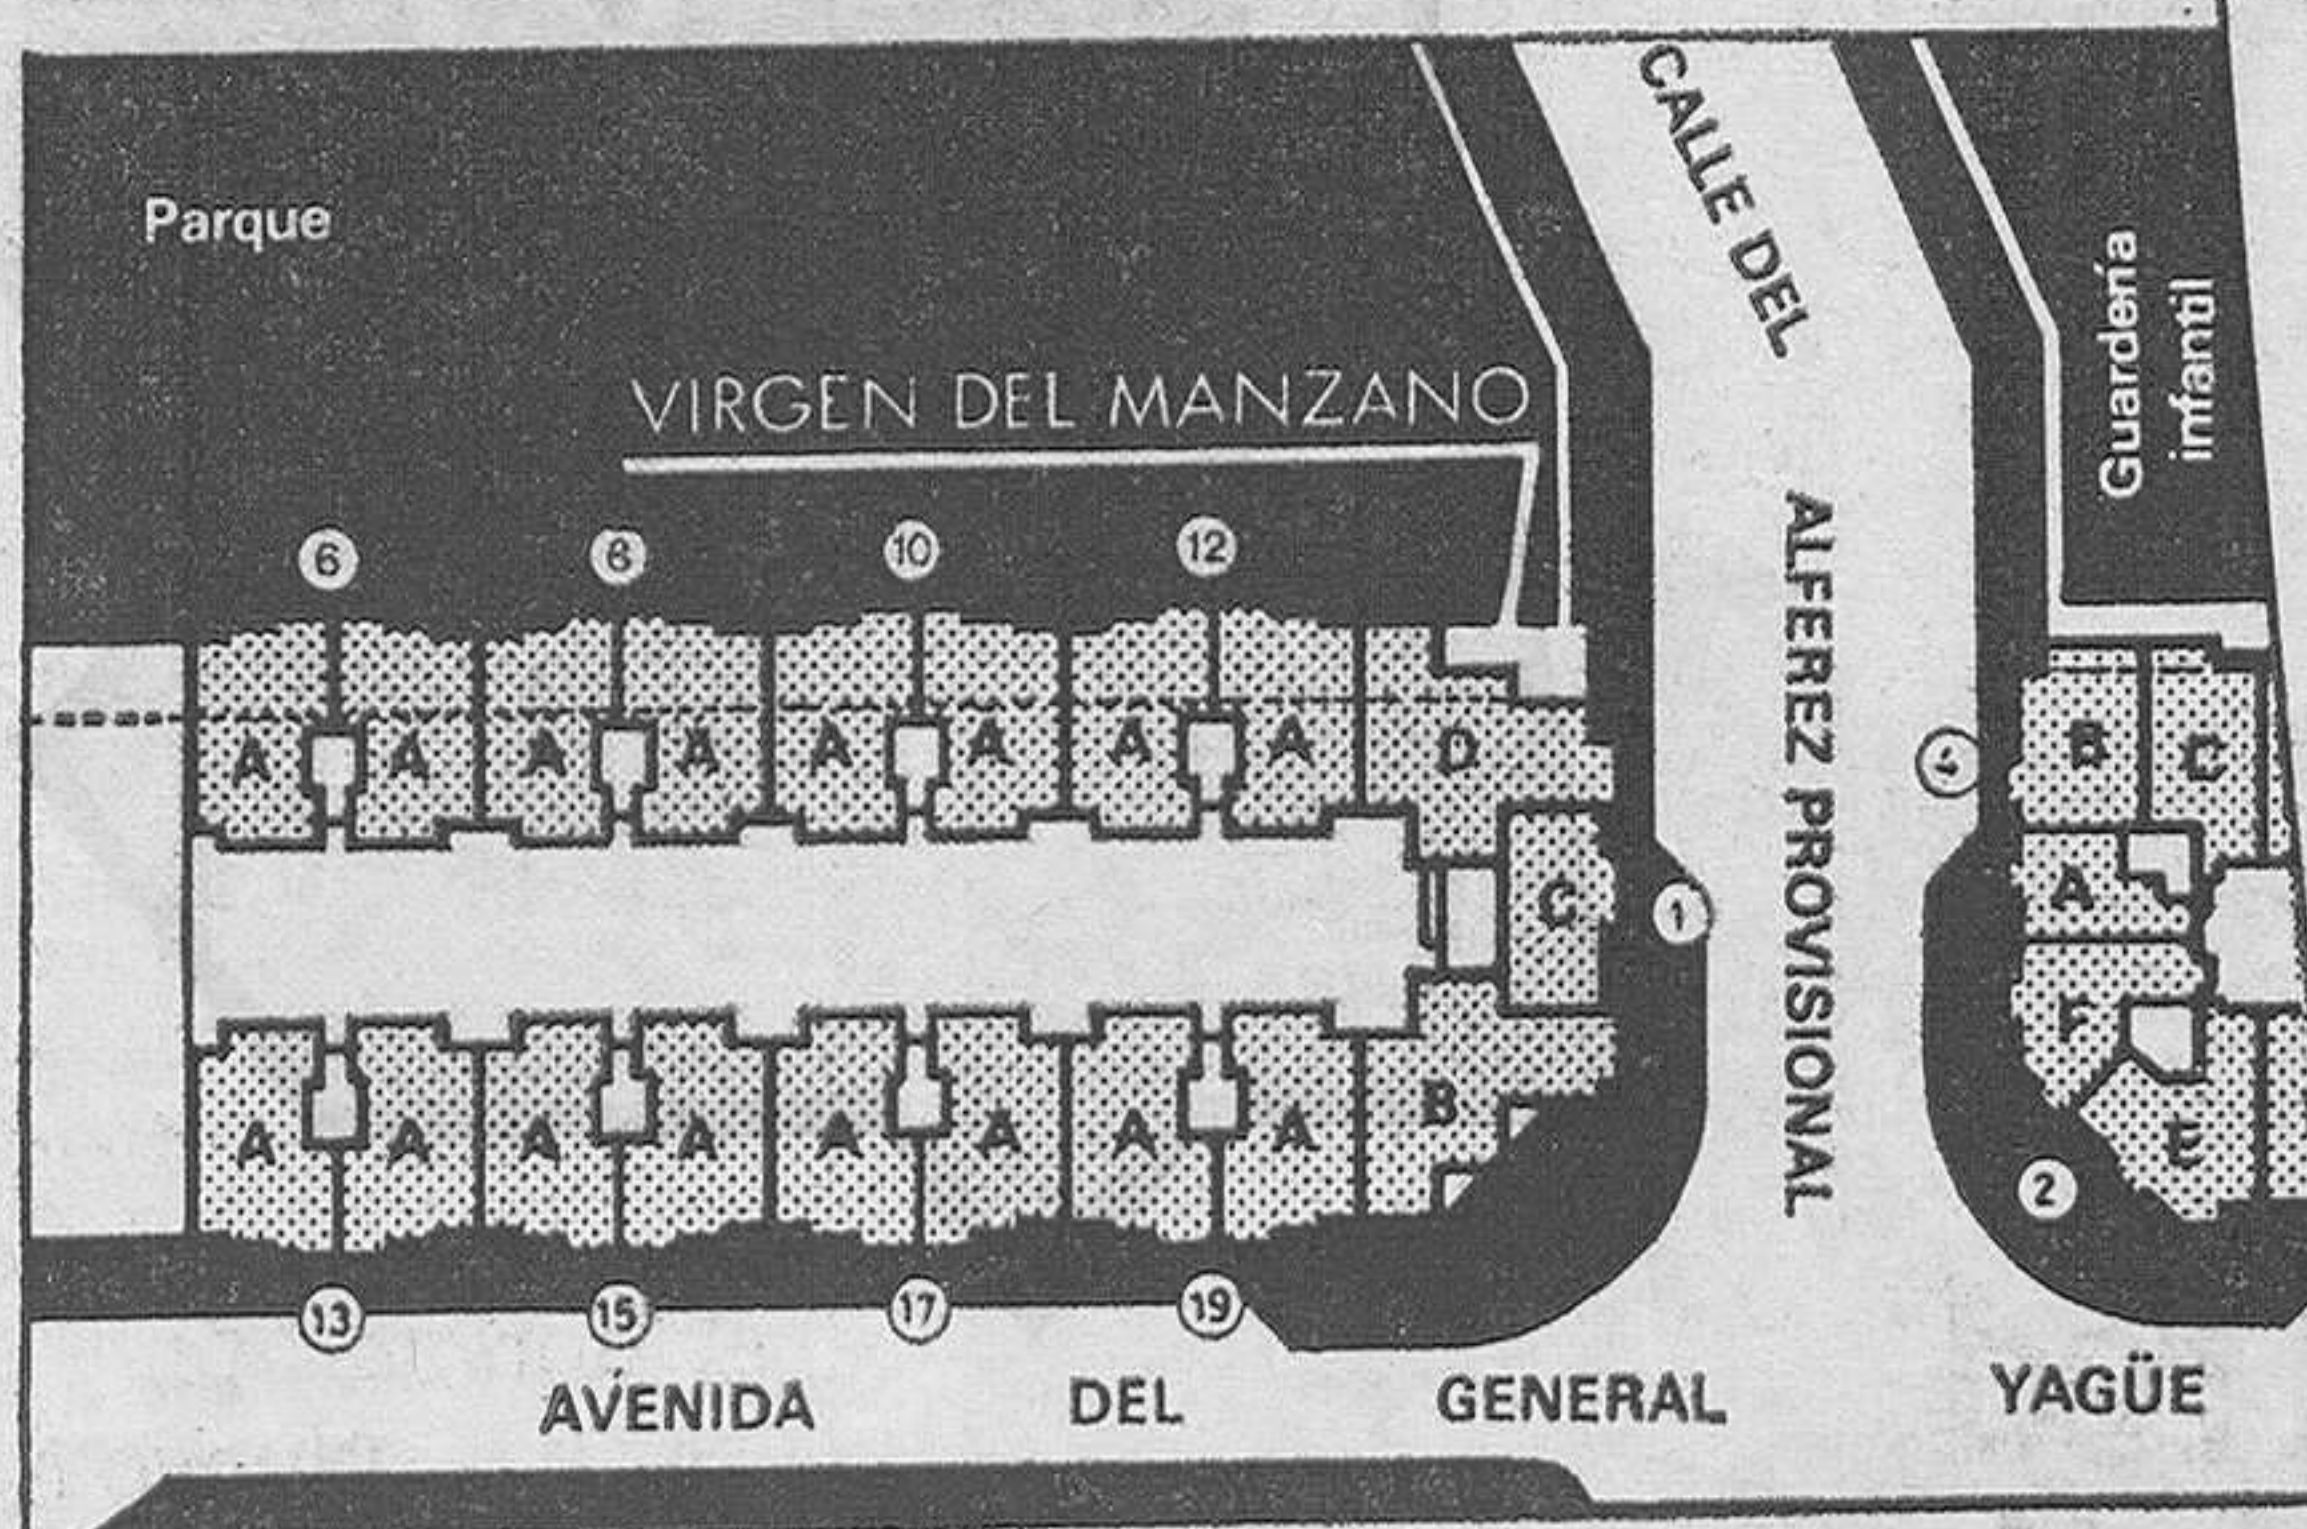 CALLE DEL
Parque
Guardería
infantil
VIRGEN DEL MANZANO
6
8
10
12
ALFEREZ PROVISIONAL
A A A A A A A A D
B C
4
C
A
1
F
A A A A A A A A B
E
2
13
15
17
19
AVENIDA DEL GENERAL YAGÜE